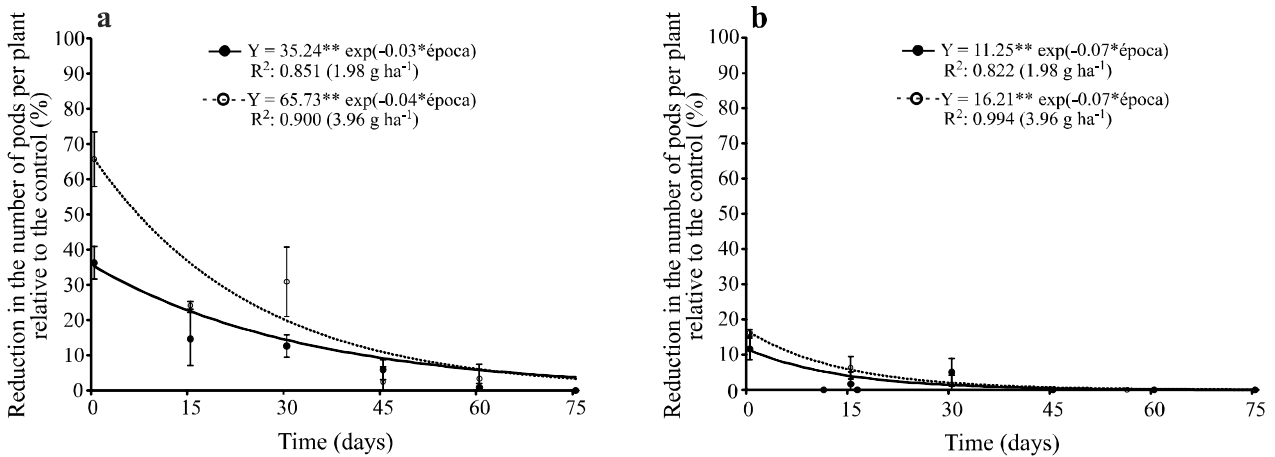 a
100
90
80
70
60
50
40
30
20
10
0
0 15 30 45 60 75
Reduction in the number of pods per plant
relative to the control (%)
Time (days)
Y = 35.24** exp(-0.03*época)
R²: 0.851 (1.98 g ha⁻¹)
Y = 65.73** exp(-0.04*época)
R²: 0.900 (3.96 g ha⁻¹)
b
100
90
80
70
60
50
40
30
20
10
0
0 15 30 45 60 75
Reduction in the number of pods per plant
relative to the control (%)
Time (days)
Y = 11.25** exp(-0.07*época)
R²: 0.822 (1.98 g ha⁻¹)
Y = 16.21** exp(-0.07*época)
R²: 0.994 (3.96 g ha⁻¹)